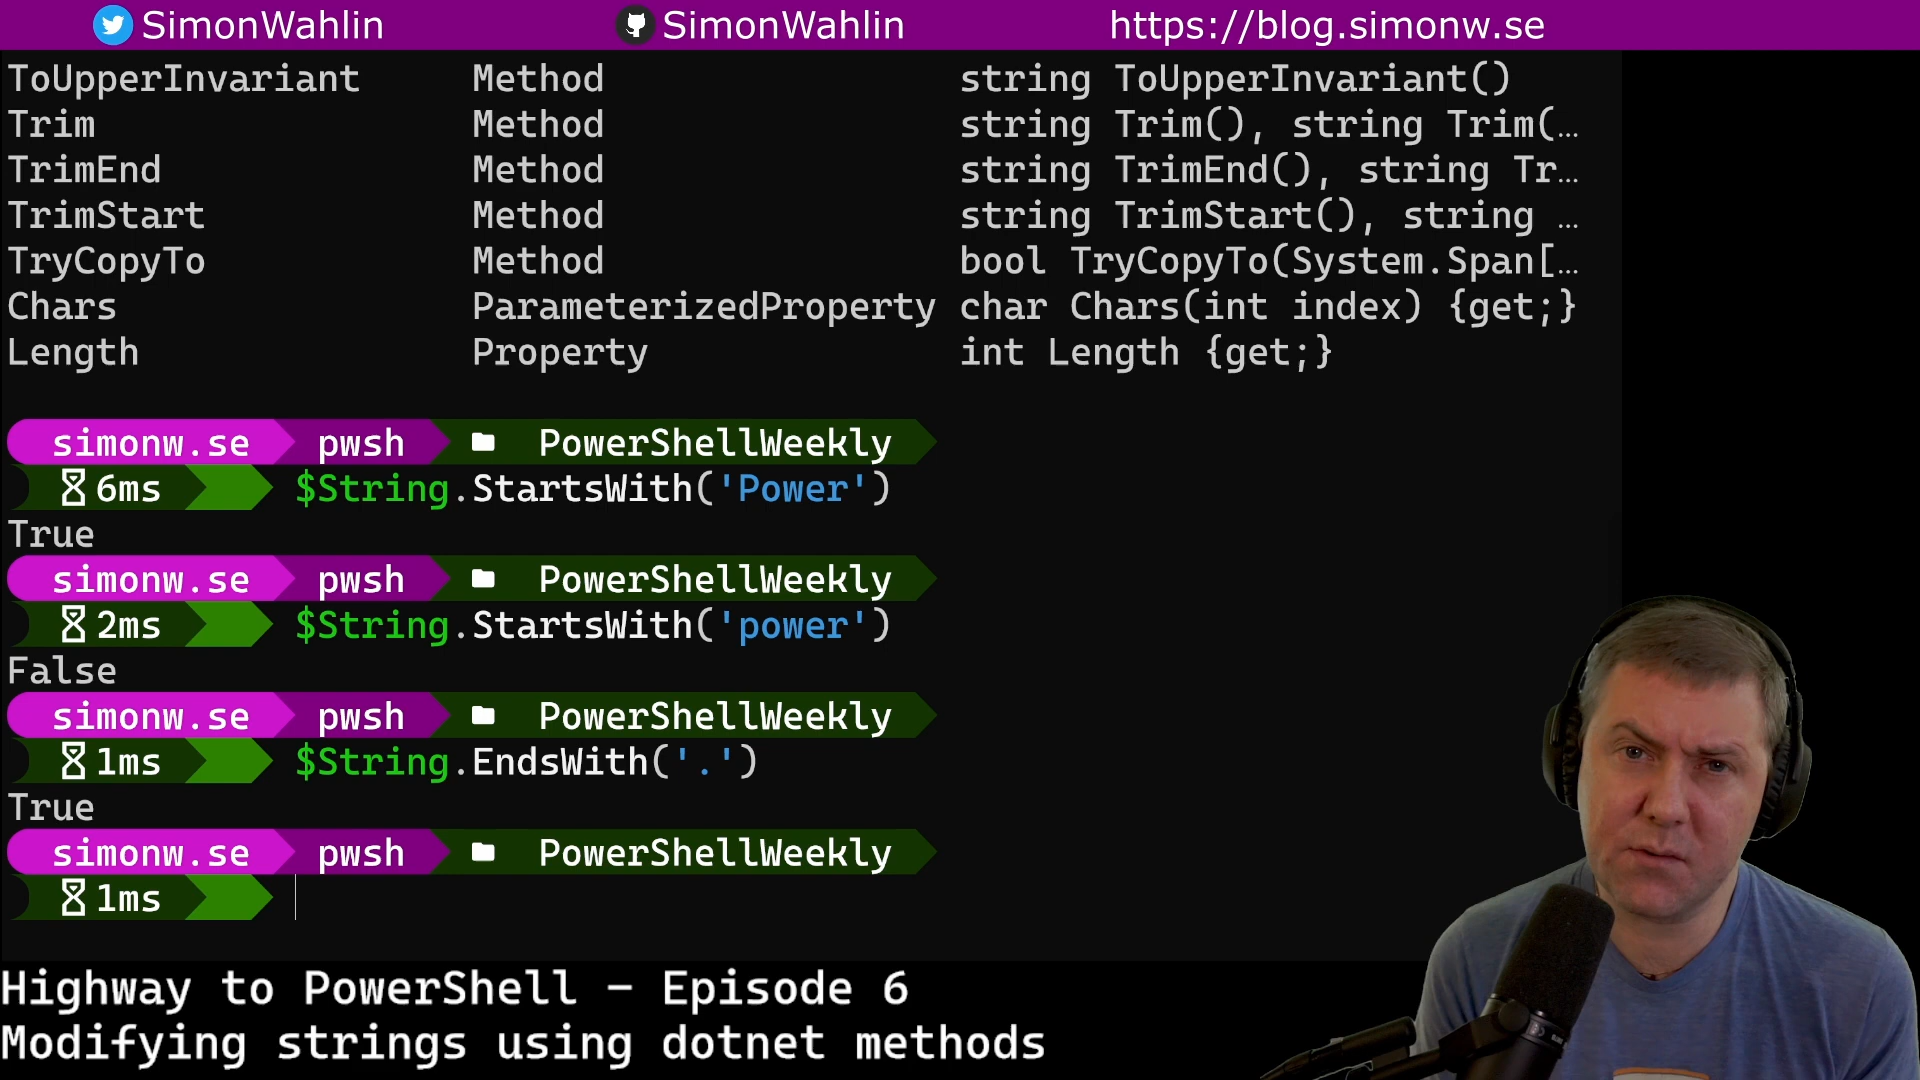 SimonWahlin SimonWahlin https://blog.simonw.se
ToUpperInvariant Method string ToUpperInvariant()
Trim Method string Trim(), string Trim(…
TrimEnd Method string TrimEnd(), string Tr…
TrimStart Method string TrimStart(), string …
TryCopyTo Method bool TryCopyTo(System.Span[…
Chars ParameterizedProperty char Chars(int index) {get;}
Length Property int Length {get;}
simonw.se pwsh PowerShellWeekly
6ms $String.StartsWith('Power')
True
simonw.se pwsh PowerShellWeekly
2ms $String.StartsWith('power')
False
simonw.se pwsh PowerShellWeekly
1ms $String.EndsWith('.')
True
simonw.se pwsh PowerShellWeekly
1ms
Highway to PowerShell – Episode 6
Modifying strings using dotnet methods